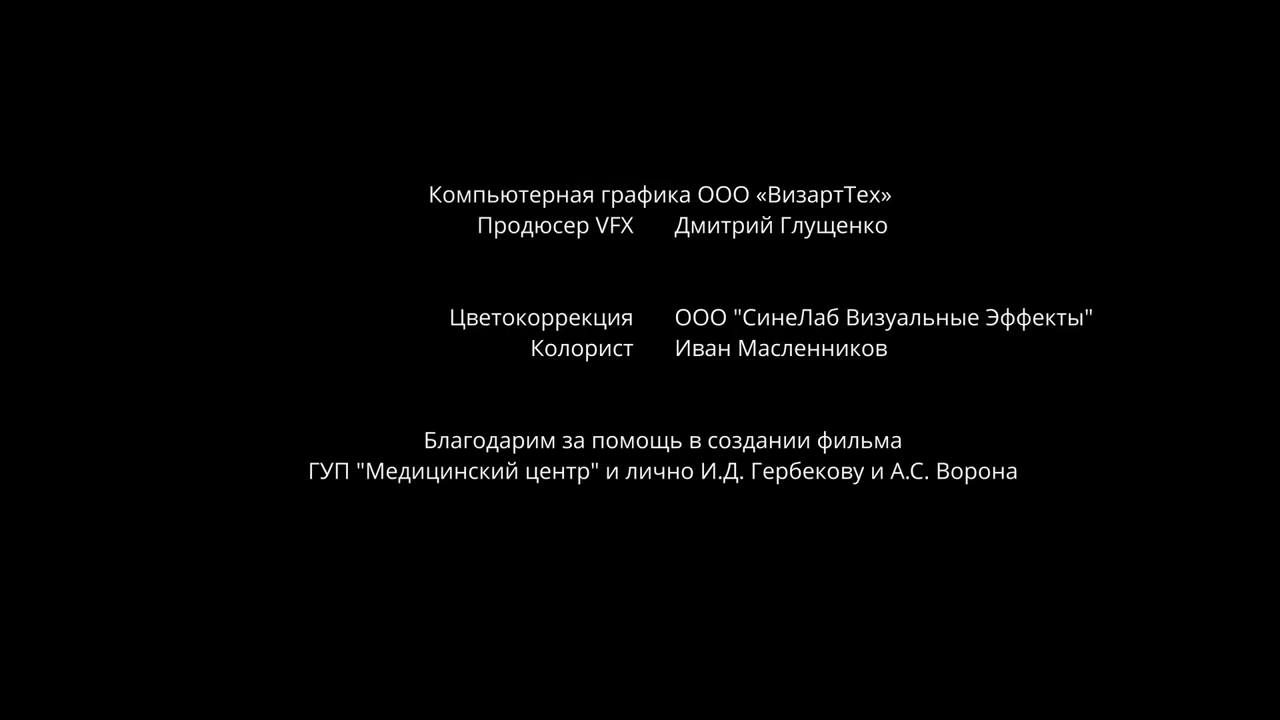 Компьютерная графика ООО «ВизартТех»
Продюсер VFX Дмитрий Глущенко
Цветокоррекция ООО "СинеЛаб Визуальные Эффекты"
Колорист Иван Масленников
Благодарим за помощь в создании фильма
ГУП "Медицинский центр" и лично И.Д. Гербекову и А.С. Ворона